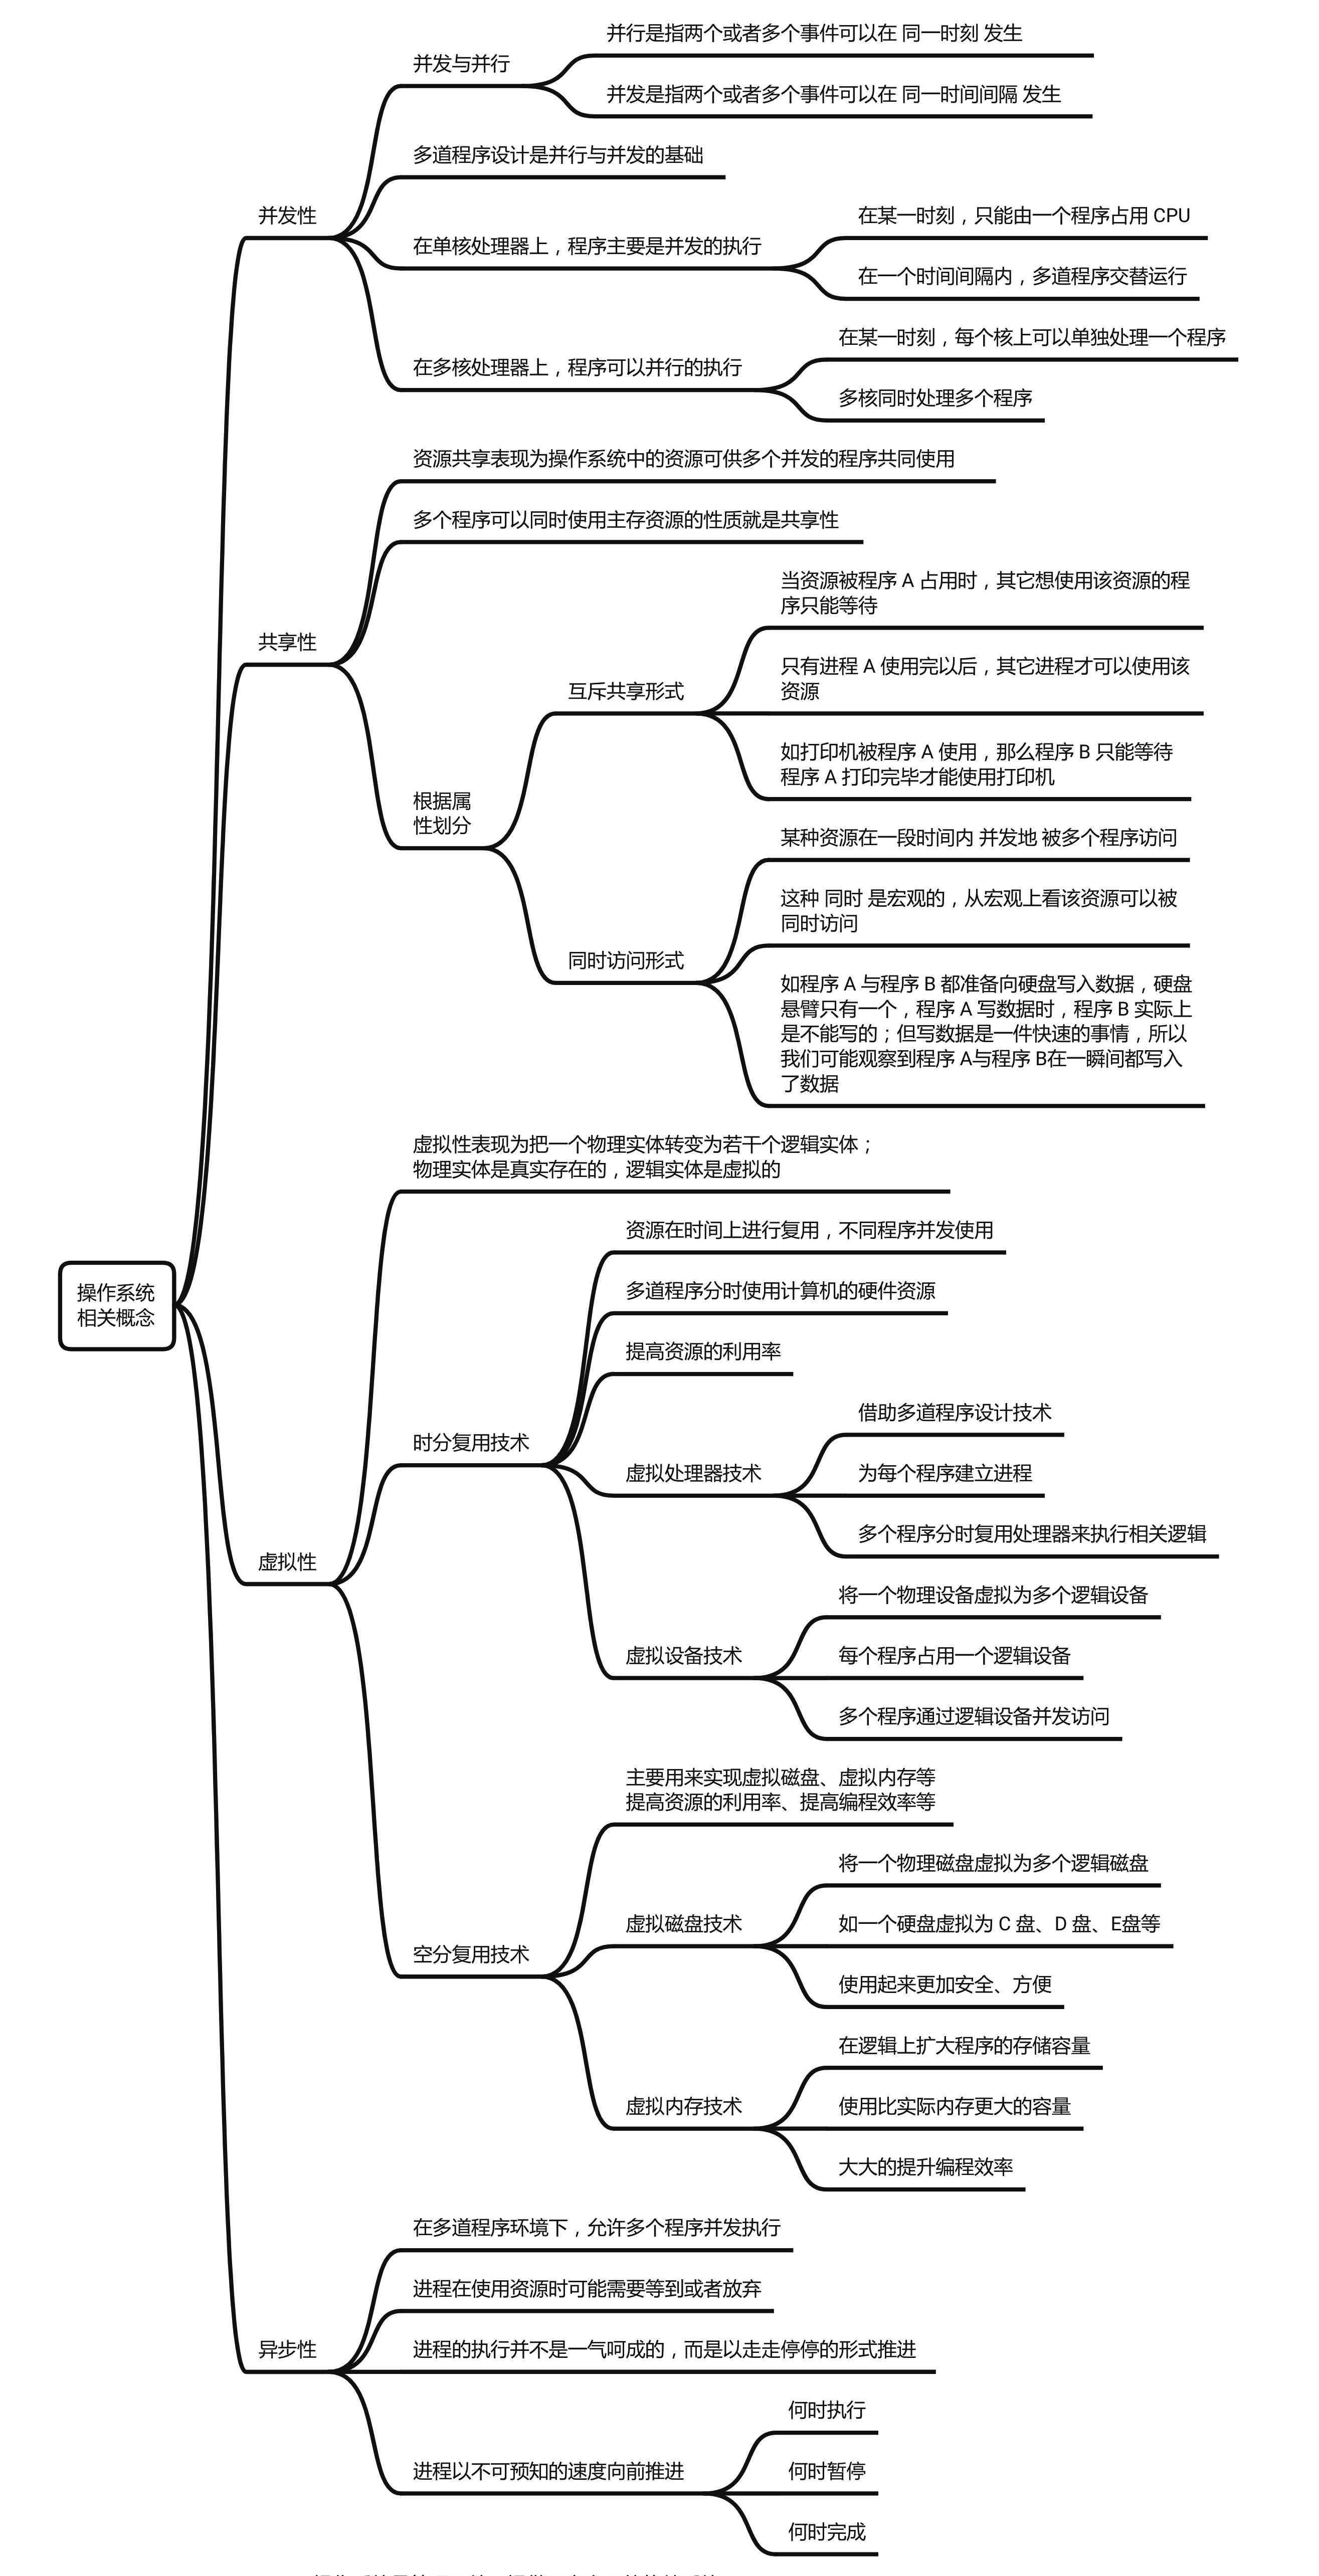 并行是指两个或者多个事件可以在 同一时刻 发生
并发与并行
并发是指两个或者多个事件可以在 同一时间间隔 发生
多道程序设计是并行与并发的基础
并发性
在某一时刻，只能由一个程序占用 CPU
在单核处理器上，程序主要是并发的执行
在一个时间间隔内，多道程序交替运行
在某一时刻，每个核上可以单独处理一个程序
在多核处理器上，程序可以并行的执行
多核同时处理多个程序
资源共享表现为操作系统中的资源可供多个并发的程序共同使用
多个程序可以同时使用主存资源的性质就是共享性
当资源被程序 A 占用时，其它想使用该资源的程
序只能等待
共享性
只有进程 A 使用完以后，其它进程才可以使用该
资源
互斥共享形式
如打印机被程序 A 使用，那么程序 B 只能等待
程序 A 打印完毕才能使用打印机
根据属
性划分
某种资源在一段时间内 并发地 被多个程序访问
这种 同时 是宏观的，从宏观上看该资源可以被
同时访问
同时访问形式
如程序 A 与程序 B 都准备向硬盘写入数据，硬盘
悬臂只有一个，程序 A 写数据时，程序 B 实际上
是不能写的；但写数据是一件快速的事情，所以
我们可能观察到程序 A与程序 B在一瞬间都写入
了数据
虚拟性表现为把一个物理实体转变为若干个逻辑实体；
物理实体是真实存在的，逻辑实体是虚拟的
资源在时间上进行复用，不同程序并发使用
操作系统
相关概念
多道程序分时使用计算机的硬件资源
提高资源的利用率
借助多道程序设计技术
时分复用技术
虚拟处理器技术
为每个程序建立进程
多个程序分时复用处理器来执行相关逻辑
虚拟性
将一个物理设备虚拟为多个逻辑设备
虚拟设备技术
每个程序占用一个逻辑设备
多个程序通过逻辑设备并发访问
主要用来实现虚拟磁盘、虚拟内存等
提高资源的利用率、提高编程效率等
将一个物理磁盘虚拟为多个逻辑磁盘
虚拟磁盘技术
如一个硬盘虚拟为 C 盘、D 盘、E盘等
空分复用技术
使用起来更加安全、方便
在逻辑上扩大程序的存储容量
虚拟内存技术
使用比实际内存更大的容量
大大的提升编程效率
在多道程序环境下，允许多个程序并发执行
进程在使用资源时可能需要等到或者放弃
异步性
进程的执行并不是一气呵成的，而是以走走停停的形式推进
何时执行
进程以不可预知的速度向前推进
何时暂停
何时完成